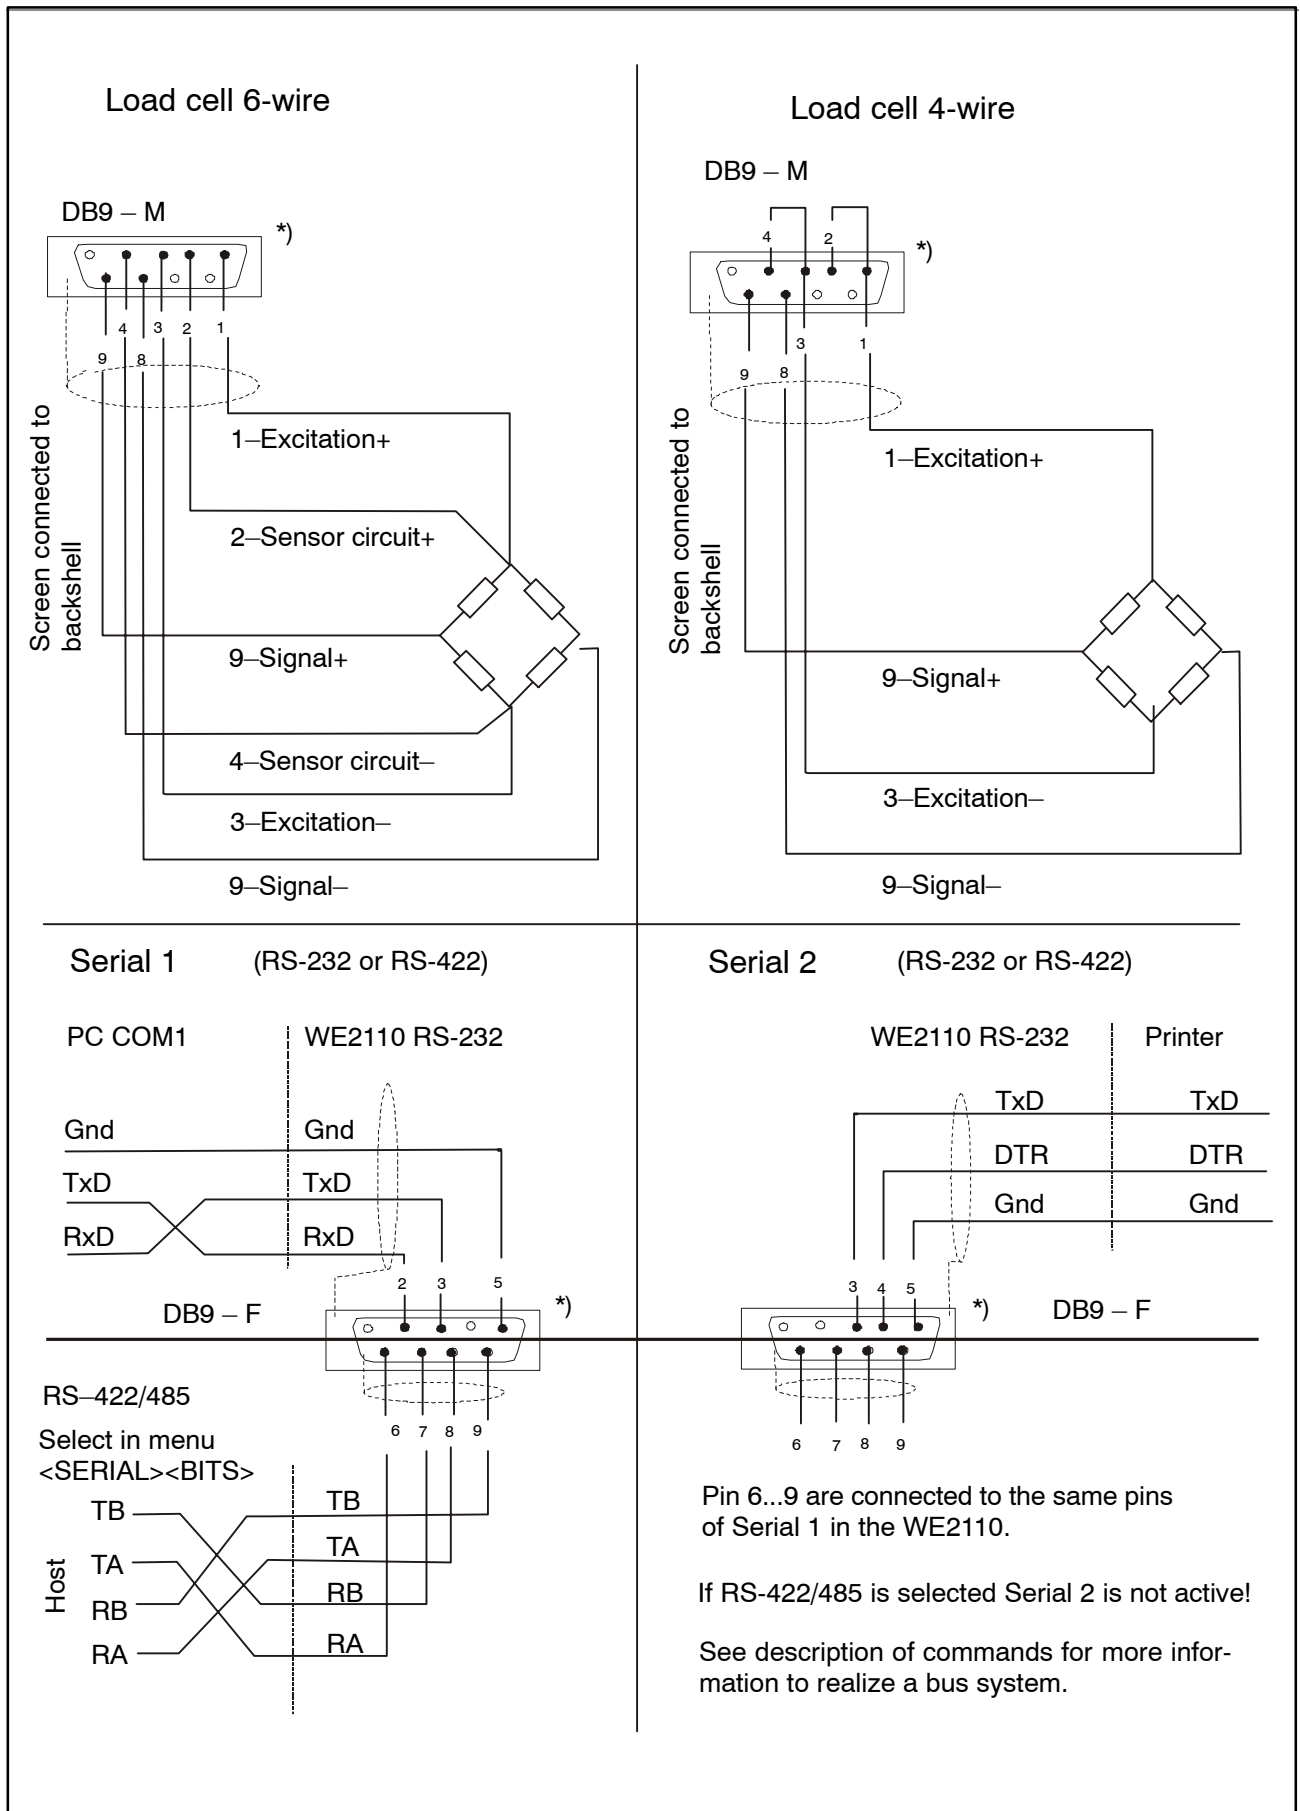 Load cell 6-wire
DB9 – M
*)
4
3
2
1
9
8
Screen connected to
backshell
1–Excitation+
2–Sensor circuit+
9–Signal+
4–Sensor circuit–
3–Excitation–
9–Signal–
Load cell 4-wire
DB9 – M
4
2
*)
3
1
9
8
Screen connected to
backshell
1–Excitation+
9–Signal+
3–Excitation–
9–Signal–
Serial 1 (RS-232 or RS-422)
PC COM1 WE2110 RS-232
Gnd Gnd
TxD TxD
RxD RxD
2 3 5
DB9 – F
*)
RS–422/485
6 7 8 9
Select in menu
<SERIAL><BITS>
Host
TB TB
TA TA
RB RB
RA RA
Serial 2 (RS-232 or RS-422)
WE2110 RS-232 Printer
TxD TxD
DTR DTR
Gnd Gnd
3 4 5
*)
DB9 – F
6 7 8 9
Pin 6...9 are connected to the same pins
of Serial 1 in the WE2110.
If RS-422/485 is selected Serial 2 is not active!
See description of commands for more infor-
mation to realize a bus system.